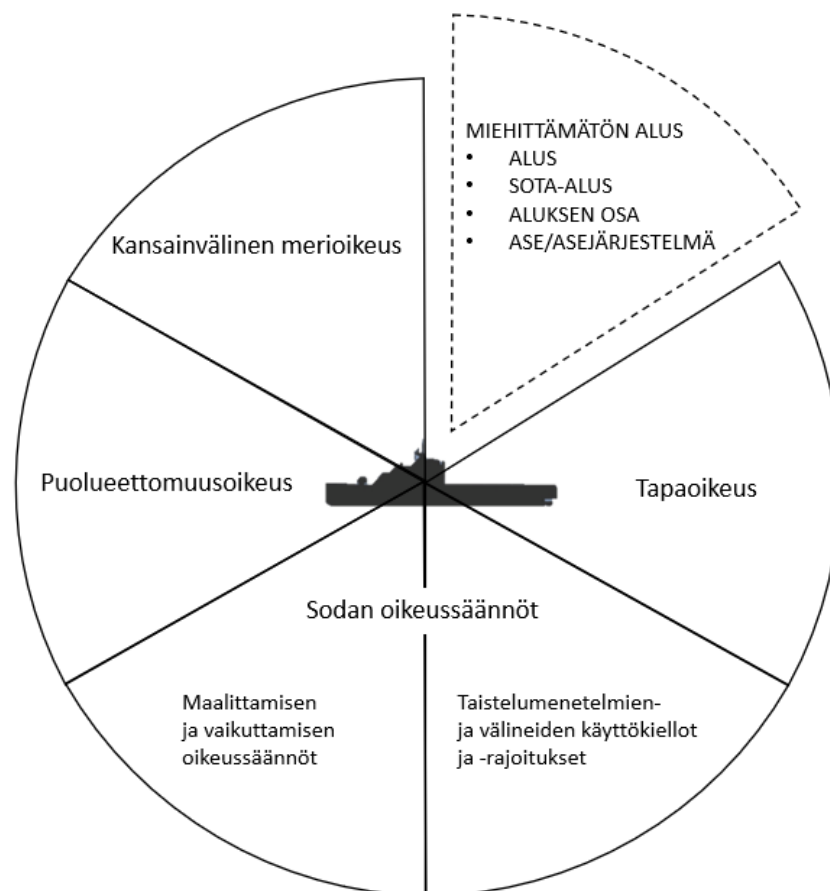 MIEHITTÄMÄTÖN ALUS
• ALUS
• SOTA-ALUS
• ALUKSEN OSA
• ASE/ASEJÄRJESTELMÄ
Kansainvälinen merioikeus
Puolueettomuusoikeus
Tapaoikeus
Sodan oikeussäännöt
Maalittamisen
ja vaikuttamisen
oikeussäännöt
Taistelumenetelmien-
ja välineiden käyttökiellot
ja -rajoitukset